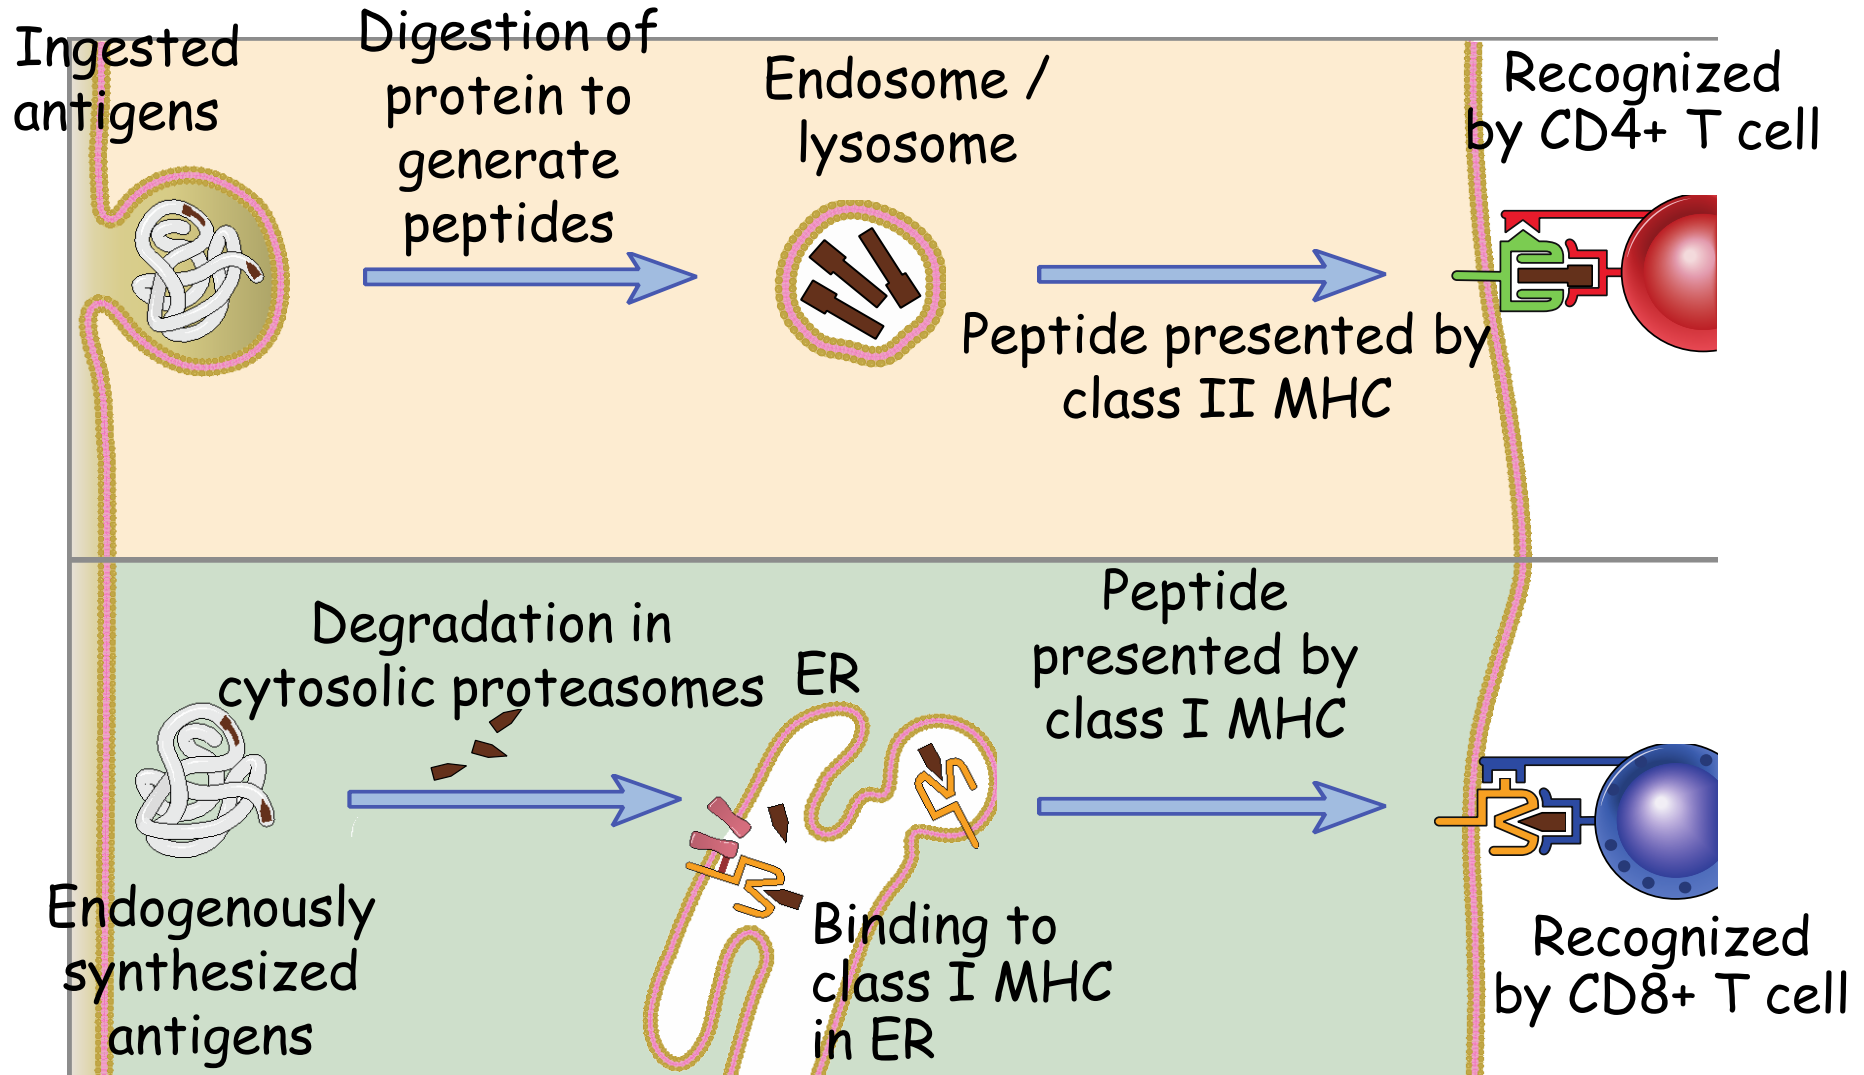 Ingested
antigens
Digestion of
protein to
generate
peptides
Endosome /
lysosome
Recognized
by CD4+ T cell
Peptide presented by
class II MHC
Degradation in
cytosolic proteasomes
ER
Peptide
presented by
class I MHC
Endogenously
synthesized
antigens
Binding to
class I MHC
in ER
Recognized
by CD8+ T cell